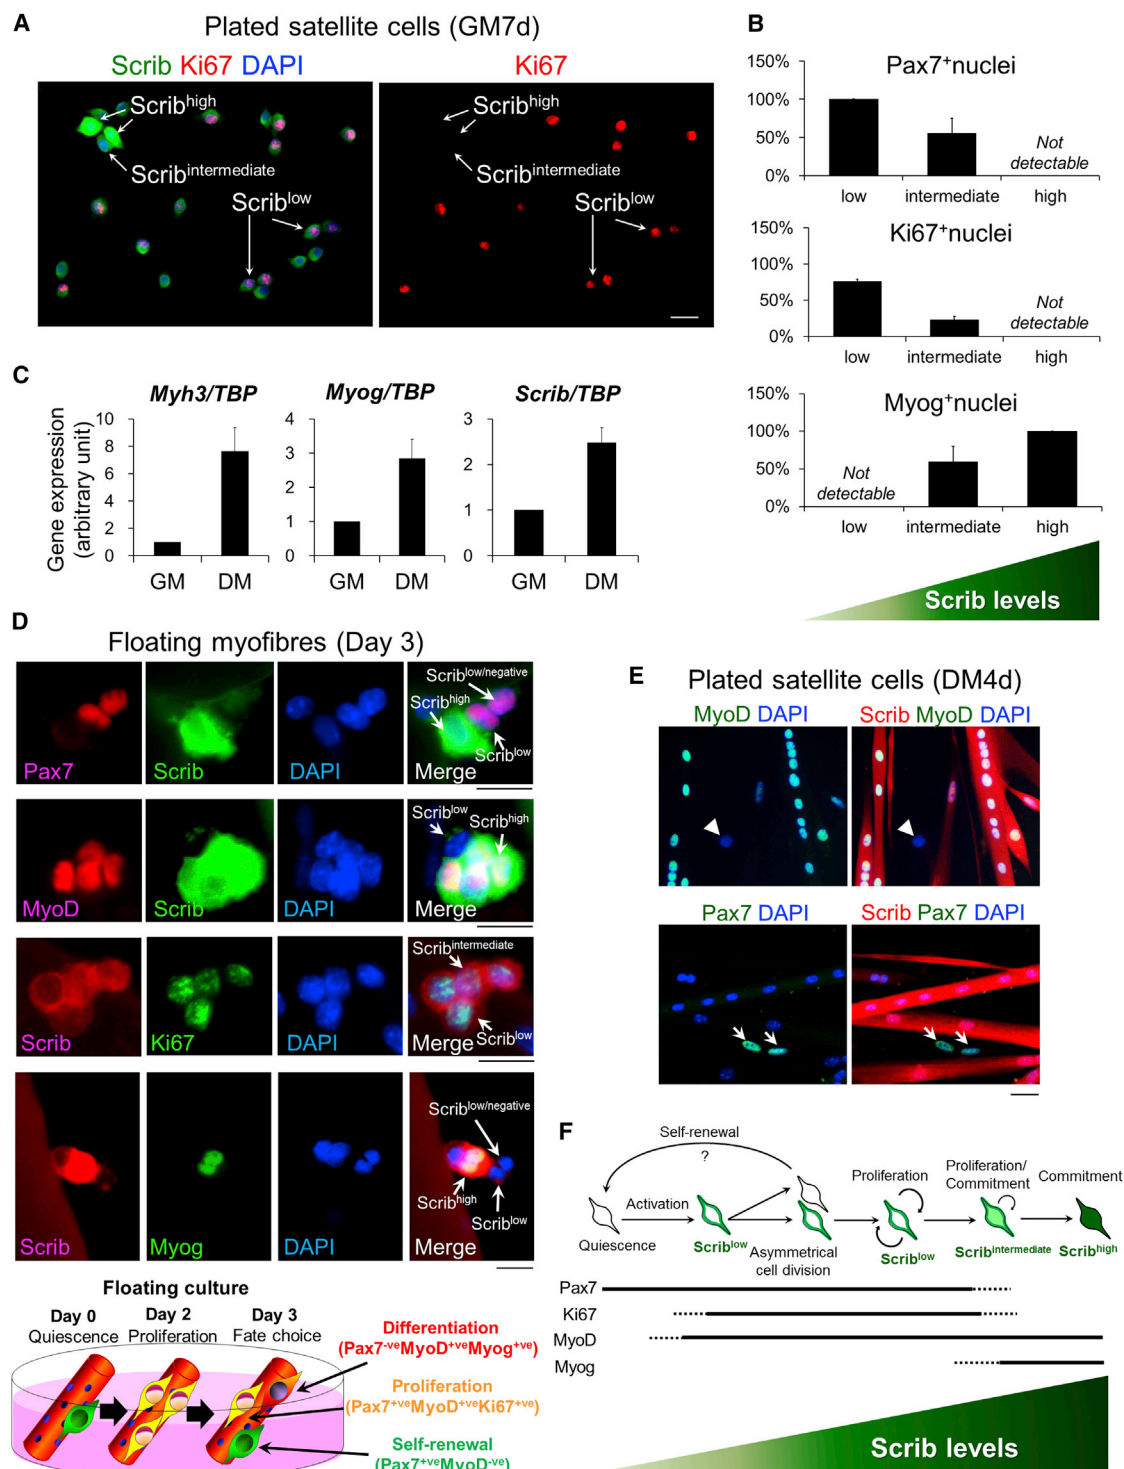 A
Plated satellite cells (GM7d)
Scrib Ki67 DAPI
Ki67
Scribhigh
Scribintermediate
Scriblow
Scribhigh
Scribintermediate
Scriblow
B
150%
100%
50%
0%
Pax7+nuclei
Not
detectable
low intermediate high
150%
100%
50%
0%
Ki67+nuclei
Not
detectable
low intermediate high
150%
100%
50%
0%
Myog+nuclei
Not
detectable
low intermediate high
Scrib levels
C
Gene expression
(arbitrary unit)
Myh3/TBP
10
8
6
4
2
0
GM DM
Myog/TBP
4
3
2
1
0
GM DM
Scrib/TBP
3
2
1
0
GM DM
D
Floating myofibres (Day 3)
Pax7
Scrib
DAPI
Scriblow/negative
Scribhigh
Scriblow
Merge
MyoD
Scrib
DAPI
Scriblow
Scribhigh
Merge
Scrib
Ki67
DAPI
Scribintermediate
Scriblow
Merge
Scrib
Myog
DAPI
Scriblow/negative
Scribhigh
Scriblow
Merge
Floating culture
Day 0
Quiescence
Day 2
Proliferation
Day 3
Fate choice
Differentiation
(Pax7-veMyoD+veMyog+ve)
Proliferation
(Pax7+veMyoD+veKi67+ve)
Self-renewal
(Pax7+veMyoD-ve)
E
Plated satellite cells (DM4d)
MyoD DAPI
Scrib MyoD DAPI
Pax7 DAPI
Scrib Pax7 DAPI
F
Self-renewal
?
Quiescence
Activation
Scriblow
Asymmetrical
cell division
Proliferation
Scriblow
Proliferation/
Commitment
Scribintermediate
Commitment
Scribhigh
Pax7
Ki67
MyoD
Myog
Scrib levels